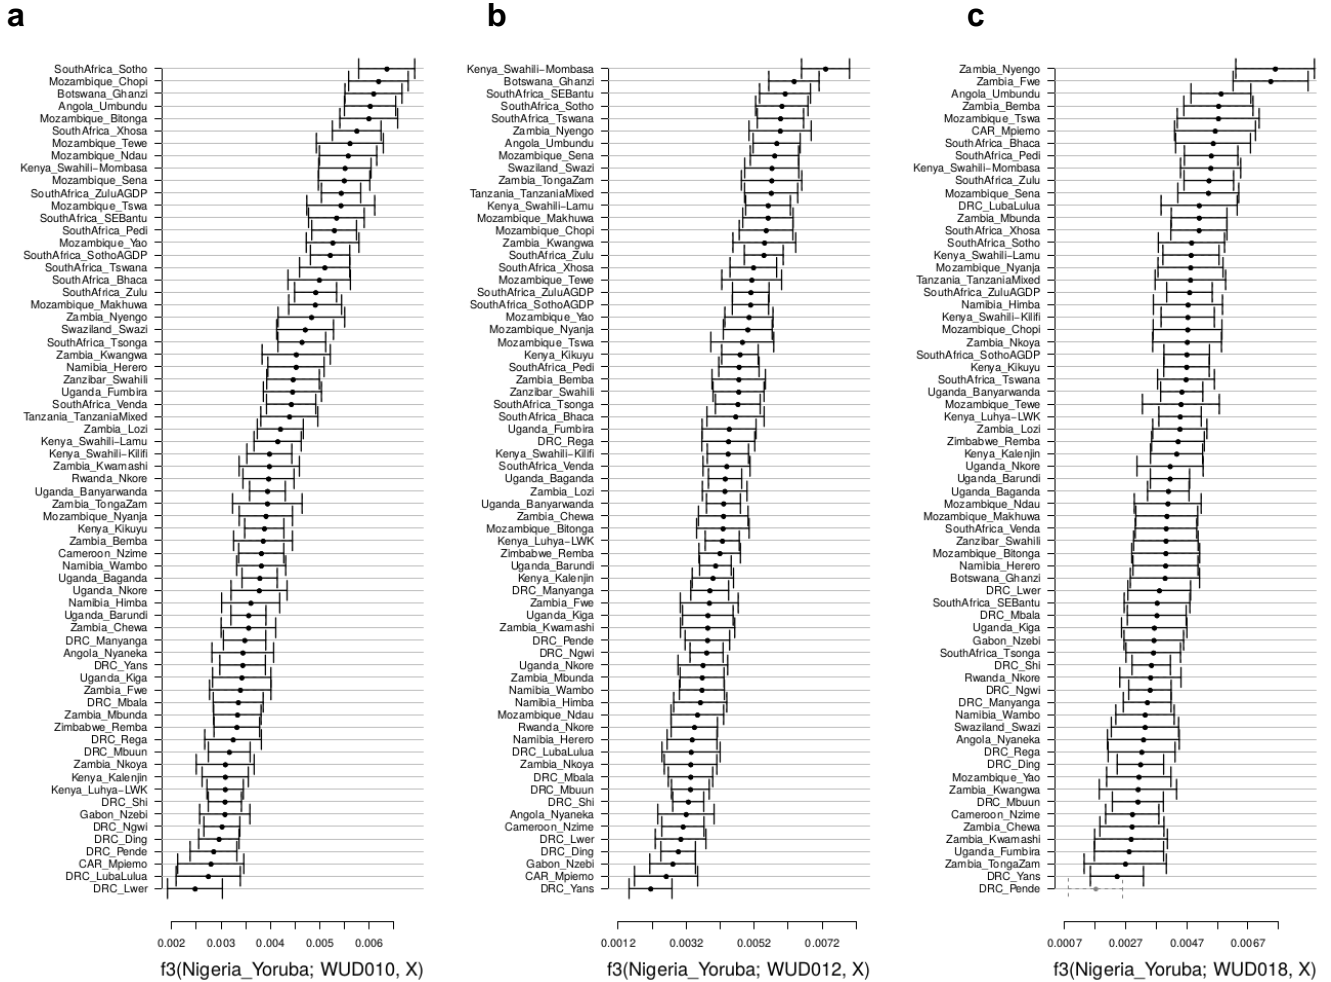 a
SouthAfrica_Sotho
Mozambique_Chopi
Botswana_Ghanzi
Angola_Umbundu
Mozambique_Bitonga
SouthAfrica_Xhosa
Mozambique_Tewe
Mozambique_Ndau
Kenya_Swahili-Mombasa
Mozambique_Sena
SouthAfrica_ZuluAGDP
Mozambique_Tswa
SouthAfrica_SEBantu
SouthAfrica_Pedi
Mozambique_Yao
SouthAfrica_SothoAGDP
SouthAfrica_Tswana
SouthAfrica_Bhaca
SouthAfrica_Zulu
Mozambique_Makhuwa
Zambia_Nyengo
Swaziland_Swazi
SouthAfrica_Tsonga
Zambia_Kwangwa
Namibia_Herero
Zanzibar_Swahili
Uganda_Fumbira
SouthAfrica_Venda
Tanzania_TanzaniaMixed
Zambia_Lozi
Kenya_Swahili-Lamu
Kenya_Swahili-Kilifi
Zambia_Kwamashi
Rwanda_Nkore
Uganda_Banyarwanda
Zambia_TongaZam
Mozambique_Nyanja
Kenya_Kikuyu
Zambia_Bemba
Cameroon_Nzime
Namibia_Wambo
Uganda_Baganda
Uganda_Nkore
Namibia_Himba
Uganda_Barundi
Zambia_Chewa
DRC_Manyanga
Angola_Nyaneka
DRC_Yans
Uganda_Kiga
Zambia_Fwe
DRC_Mbala
Zambia_Mbunda
Zimbabwe_Remba
DRC_Rega
DRC_Mbuun
Zambia_Nkoya
Kenya_Kalenjin
Kenya_Luhya-LWK
DRC_Shi
Gabon_Nzebi
DRC_Ngwi
DRC_Ding
DRC_Pende
CAR_Mpiemo
DRC_LubaLulua
DRC_Lwer
0.002 0.003 0.004 0.005 0.006
f3(Nigeria_Yoruba; WUD010, X)
b
Kenya_Swahili-Mombasa
Botswana_Ghanzi
SouthAfrica_SEBantu
SouthAfrica_Sotho
SouthAfrica_Tswana
Zambia_Nyengo
Angola_Umbundu
Mozambique_Sena
Swaziland_Swazi
Zambia_TongaZam
Tanzania_TanzaniaMixed
Kenya_Swahili-Lamu
Mozambique_Makhuwa
Mozambique_Chopi
Zambia_Kwangwa
SouthAfrica_Zulu
SouthAfrica_Xhosa
Mozambique_Tewe
SouthAfrica_ZuluAGDP
SouthAfrica_SothoAGDP
Mozambique_Yao
Mozambique_Nyanja
Mozambique_Tswa
Kenya_Kikuyu
SouthAfrica_Pedi
Zambia_Bemba
Zanzibar_Swahili
SouthAfrica_Tsonga
SouthAfrica_Bhaca
Uganda_Fumbira
DRC_Rega
Kenya_Swahili-Kilifi
SouthAfrica_Venda
Uganda_Baganda
Zambia_Lozi
Uganda_Banyarwanda
Zambia_Chewa
Mozambique_Bitonga
Kenya_Luhya-LWK
Zimbabwe_Remba
Uganda_Barundi
Kenya_Kalenjin
DRC_Manyanga
Zambia_Fwe
Uganda_Kiga
Zambia_Kwamashi
DRC_Pende
DRC_Ngwi
Uganda_Nkore
Zambia_Mbunda
Namibia_Wambo
Namibia_Himba
Mozambique_Ndau
Rwanda_Nkore
Namibia_Herero
DRC_LubaLulua
Zambia_Nkoya
DRC_Mbala
DRC_Mbuun
DRC_Shi
Angola_Nyaneka
Cameroon_Nzime
DRC_Lwer
DRC_Ding
Gabon_Nzebi
CAR_Mpiemo
DRC_Yans
0.0012 0.0032 0.0052 0.0072
f3(Nigeria_Yoruba; WUD012, X)
c
Zambia_Nyengo
Zambia_Fwe
Angola_Umbundu
Zambia_Bemba
Mozambique_Tswa
CAR_Mpiemo
SouthAfrica_Bhaca
SouthAfrica_Pedi
Kenya_Swahili-Mombasa
SouthAfrica_Zulu
Mozambique_Sena
DRC_LubaLulua
Zambia_Mbunda
SouthAfrica_Xhosa
SouthAfrica_Sotho
Kenya_Swahili-Lamu
Mozambique_Nyanja
Tanzania_TanzaniaMixed
SouthAfrica_ZuluAGDP
Namibia_Himba
Kenya_Swahili-Kilifi
Mozambique_Chopi
Zambia_Nkoya
SouthAfrica_SothoAGDP
Kenya_Kikuyu
SouthAfrica_Tswana
Uganda_Banyarwanda
Mozambique_Tewe
Kenya_Luhya-LWK
Zambia_Lozi
Zimbabwe_Remba
Kenya_Kalenjin
Uganda_Nkore
Uganda_Barundi
Uganda_Baganda
Mozambique_Ndau
Mozambique_Makhuwa
SouthAfrica_Venda
Zanzibar_Swahili
Mozambique_Bitonga
Namibia_Herero
Botswana_Ghanzi
DRC_Lwer
SouthAfrica_SEBantu
DRC_Mbala
Uganda_Kiga
Gabon_Nzebi
SouthAfrica_Tsonga
DRC_Shi
Rwanda_Nkore
DRC_Ngwi
DRC_Manyanga
Namibia_Wambo
Swaziland_Swazi
Angola_Nyaneka
DRC_Rega
DRC_Ding
Mozambique_Yao
Zambia_Kwangwa
DRC_Mbuun
Cameroon_Nzime
Zambia_Chewa
Zambia_Kwamashi
Uganda_Fumbira
Zambia_TongaZam
DRC_Yans
DRC_Pende
0.0007 0.0027 0.0047 0.0067
f3(Nigeria_Yoruba; WUD018, X)